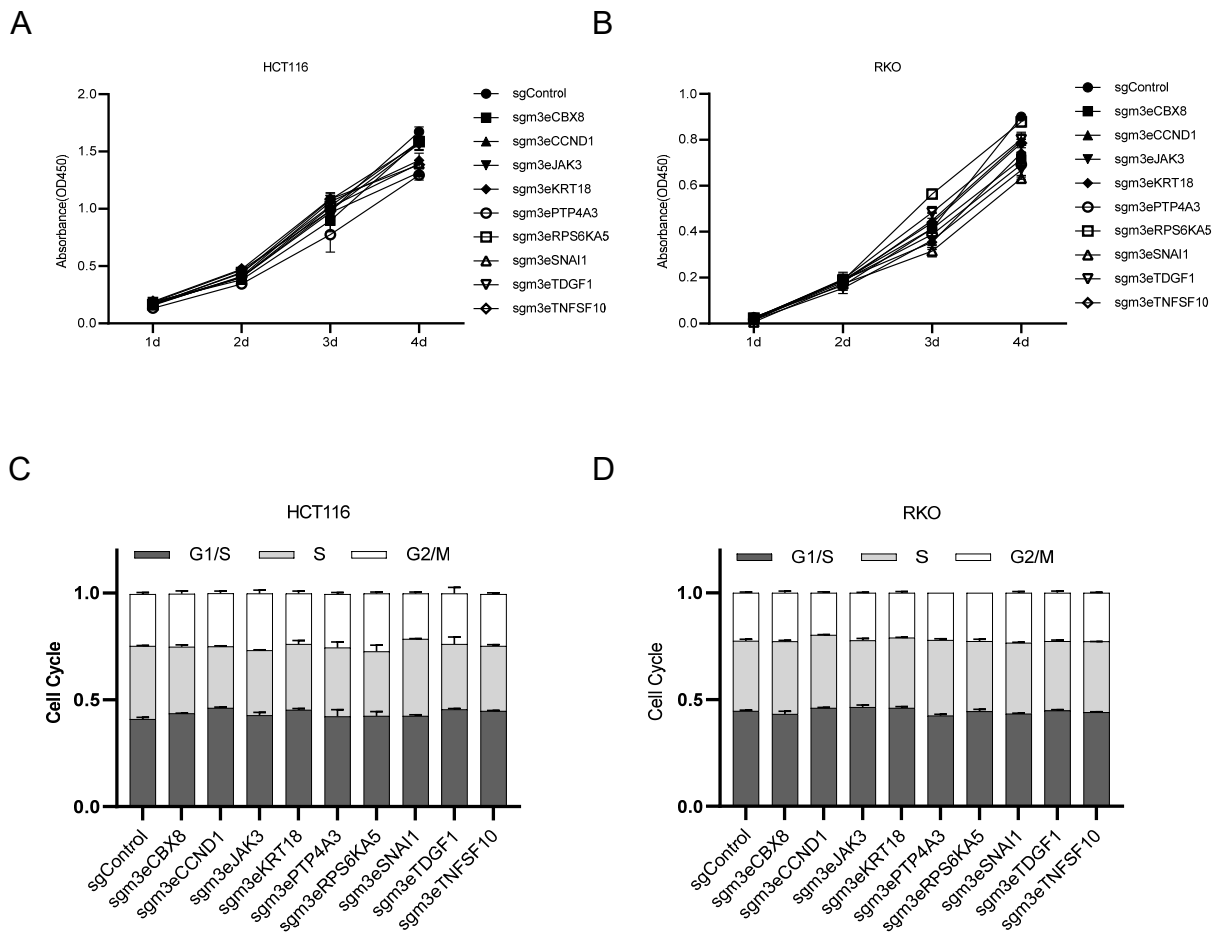 A
B
HCT116
RKO
2.0
1.5
1.0
0.5
0.0
Absorbance(OD450)
1d
2d
3d
4d
sgControl
sgm3eCBX8
sgm3eCCND1
sgm3eJAK3
sgm3eKRT18
sgm3ePTP4A3
sgm3eRPS6KA5
sgm3eSNAI1
sgm3eTDGF1
sgm3eTNFSF10
1.0
0.8
0.6
0.4
0.2
0.0
Absorbance(OD450)
1d
2d
3d
4d
sgControl
sgm3eCBX8
sgm3eCCND1
sgm3eJAK3
sgm3eKRT18
sgm3ePTP4A3
sgm3eRPS6KA5
sgm3eSNAI1
sgm3eTDGF1
sgm3eTNFSF10
C
D
HCT116
G1/S S G2/M
1.0
0.5
0.0
Cell Cycle
sgControl
sgm3eCBX8
sgm3eCCND1
sgm3eJAK3
sgm3eKRT18
sgm3ePTP4A3
sgm3eRPS6KA5
sgm3eSNAI1
sgm3eTDGF1
sgm3eTNFSF10
RKO
G1/S S G2/M
1.0
0.5
0.0
Cell Cycle
sgControl
sgm3eCBX8
sgm3eCCND1
sgm3eJAK3
sgm3eKRT18
sgm3ePTP4A3
sgm3eRPS6KA5
sgm3eSNAI1
sgm3eTDGF1
sgm3eTNFSF10